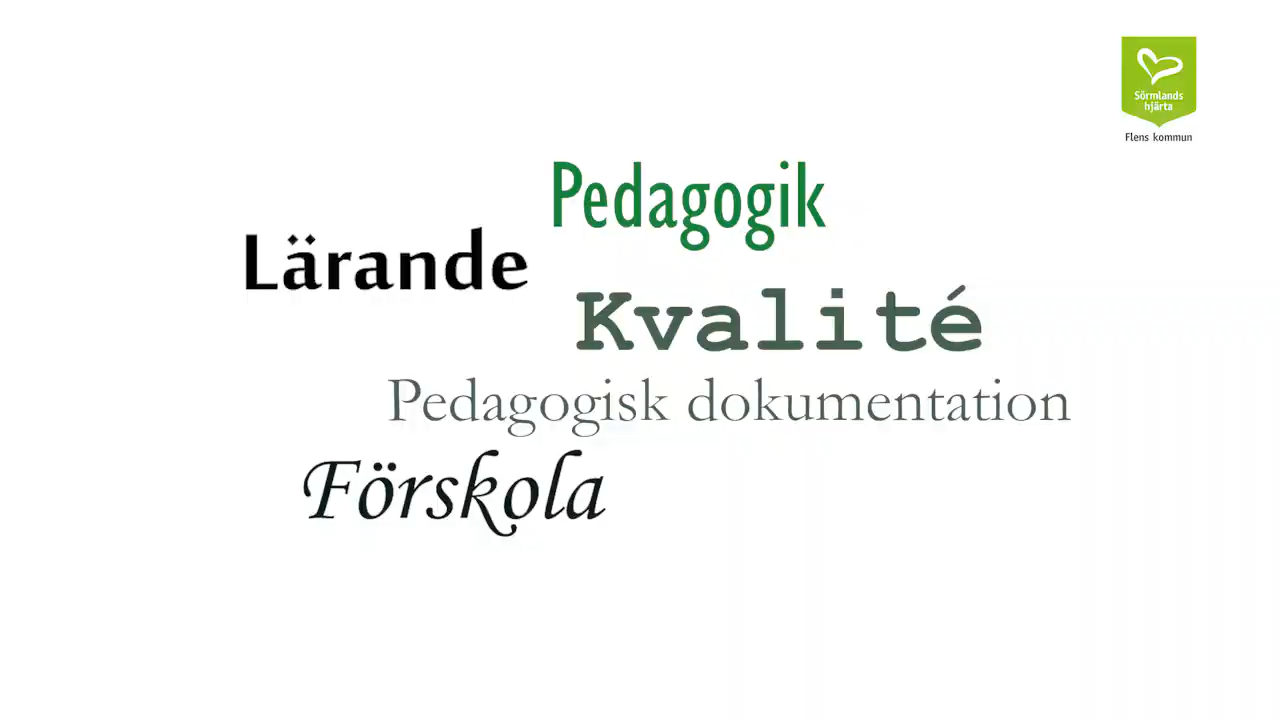 Sörmlands
hjärta
Flens kommun
Pedagogik
Lärande
Kvalité
Pedagogisk dokumentation
Förskola